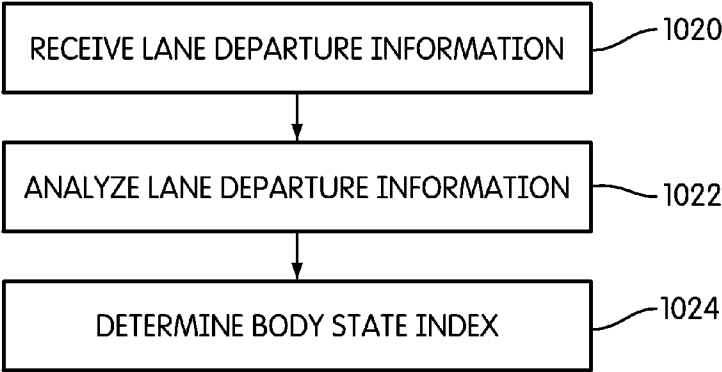 RECEIVE LANE DEPARTURE INFORMATION
1020
ANALYZE LANE DEPARTURE INFORMATION
1022
DETERMINE BODY STATE INDEX
1024